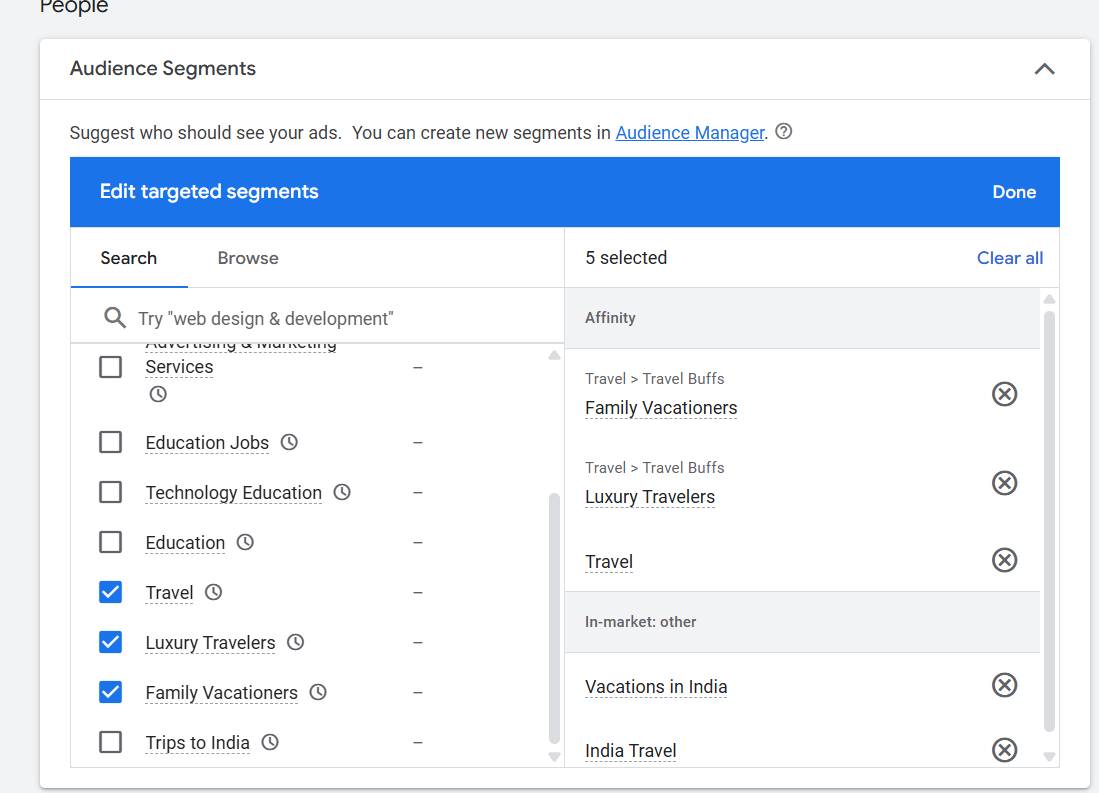 People
Audience Segments
Suggest who should see your ads. You can create new segments in Audience Manager.
Edit targeted segments
Done
Search
Browse
5 selected
Clear all
Try "web design & development"
Advertising & Marketing
Services
–
Education Jobs
–
Technology Education
–
Education
–
Travel
–
Luxury Travelers
–
Family Vacationers
–
Trips to India
–
Affinity
Travel > Travel Buffs
Family Vacationers
Travel > Travel Buffs
Luxury Travelers
Travel
In-market: other
Vacations in India
India Travel